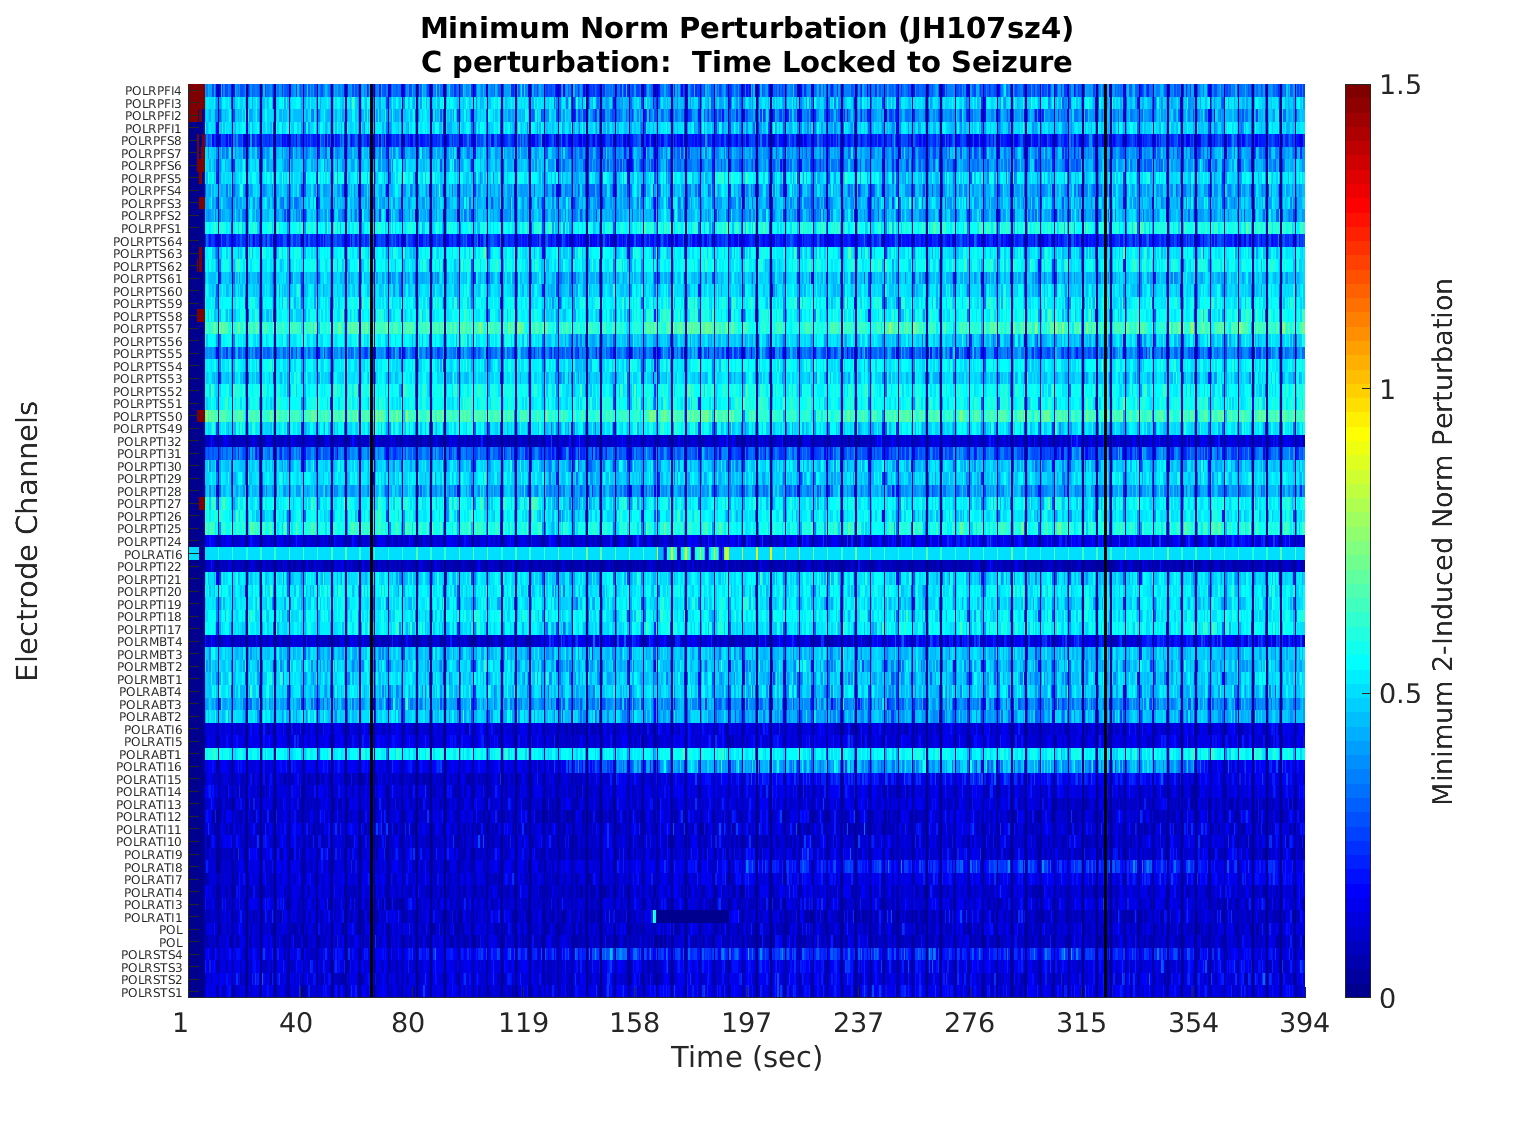 Minimum Norm Perturbation (JH107sz4)
C perturbation:  Time Locked to Seizure
Electrode Channels
POLRPFI4
POLRPFI3
POLRPFI2
POLRPFI1
POLRPFS8
POLRPFS7
POLRPFS6
POLRPFS5
POLRPFS4
POLRPFS3
POLRPFS2
POLRPFS1
POLRPTS64
POLRPTS63
POLRPTS62
POLRPTS61
POLRPTS60
POLRPTS59
POLRPTS58
POLRPTS57
POLRPTS56
POLRPTS55
POLRPTS54
POLRPTS53
POLRPTS52
POLRPTS51
POLRPTS50
POLRPTS49
POLRPTI32
POLRPTI31
POLRPTI30
POLRPTI29
POLRPTI28
POLRPTI27
POLRPTI26
POLRPTI25
POLRPTI24
POLRATI6
POLRPTI22
POLRPTI21
POLRPTI20
POLRPTI19
POLRPTI18
POLRPTI17
POLRMBT4
POLRMBT3
POLRMBT2
POLRMBT1
POLRABT4
POLRABT3
POLRABT2
POLRATI6
POLRATI5
POLRABT1
POLRATI16
POLRATI15
POLRATI14
POLRATI13
POLRATI12
POLRATI11
POLRATI10
POLRATI9
POLRATI8
POLRATI7
POLRATI4
POLRATI3
POLRATI1
POL
POL
POLRSTS4
POLRSTS3
POLRSTS2
POLRSTS1
1 40 80 119 158 197 237 276 315 354 394
Time (sec)
1.5
1
0.5
0
Minimum 2-Induced Norm Perturbation